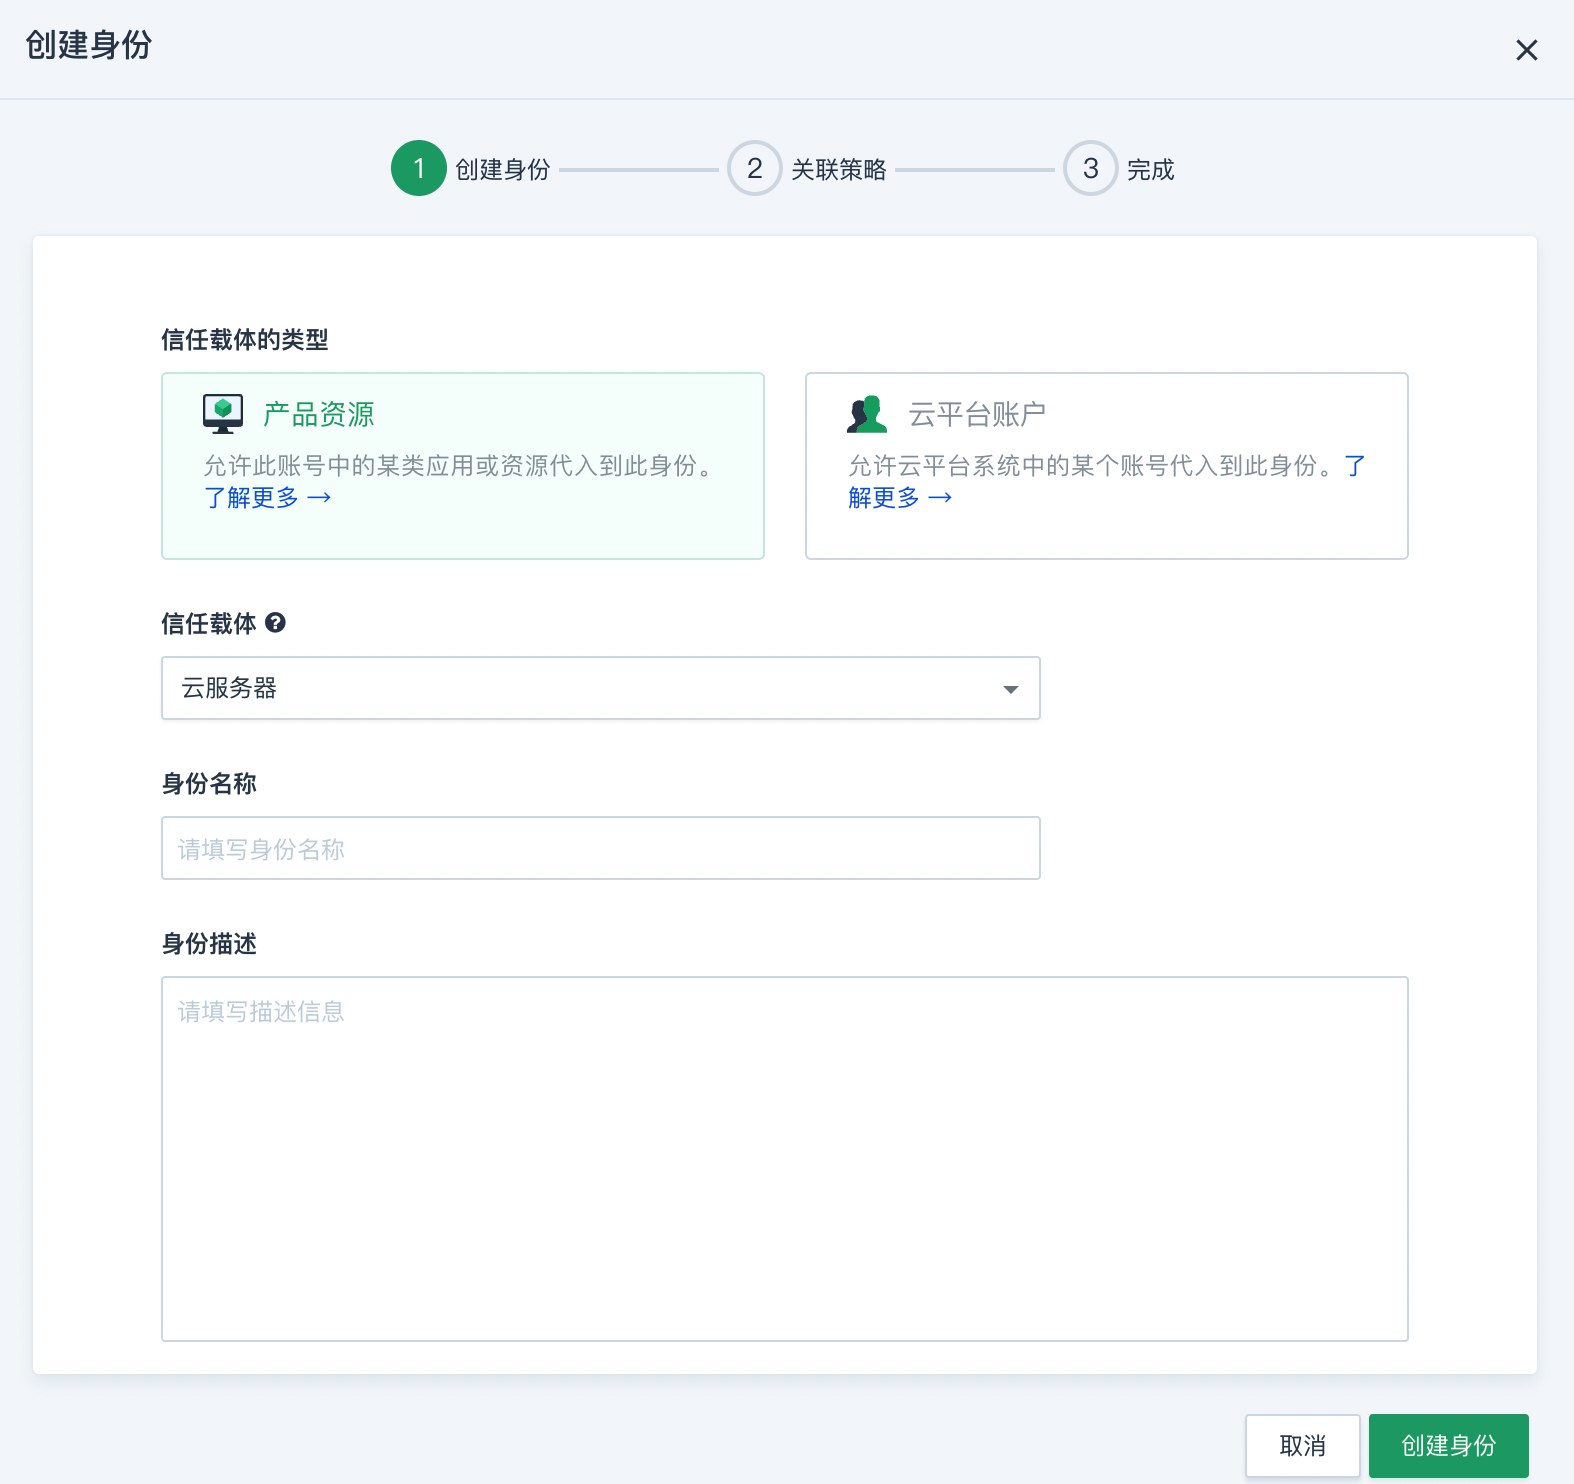 创建身份
1 创建身份 2 关联策略 3 完成
信任载体的类型
产品资源
允许此账号中的某类应用或资源代入到此身份。
了解更多 →
云平台账户
允许云平台系统中的某个账号代入到此身份。了
解更多 →
信任载体 ?
云服务器
身份名称
请填写身份名称
身份描述
请填写描述信息
取消 创建身份